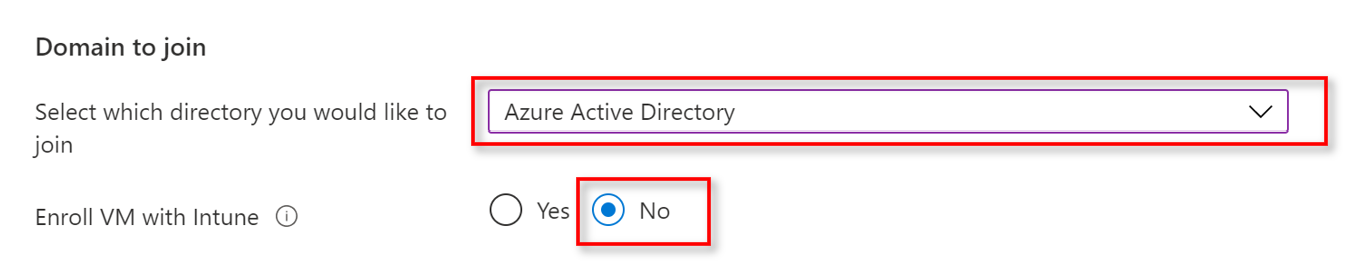 Domain to join
Select which directory you would like to
join
Azure Active Directory
Enroll VM with Intune
Yes
No